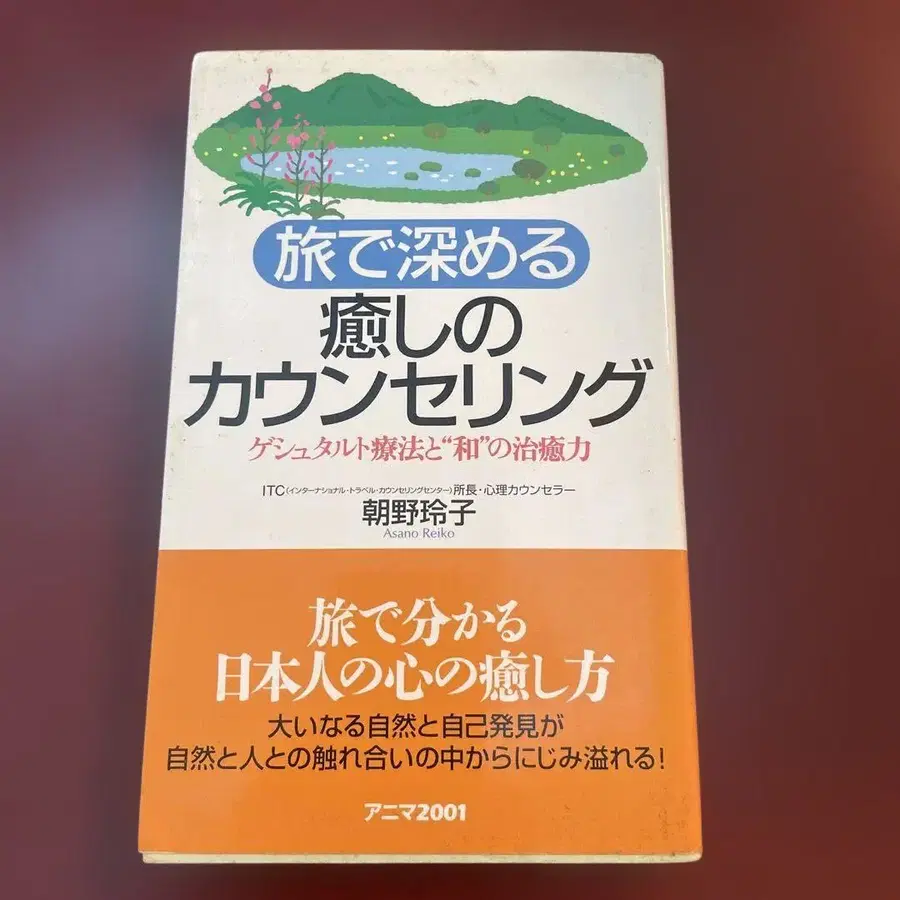 旅で深める
癒しの
カウンセリング
ゲシュタルト療法と“和”の治癒力
ITC(インターナショナル・トラベル・カウンセリングセンター)所長・心理カウンセラー
朝野玲子
Asano Reiko
旅で分かる
日本人の心の癒し方
大いなる自然と自己発見が
自然と人との触れ合いの中からにじみ溢れる!
アニマ2001